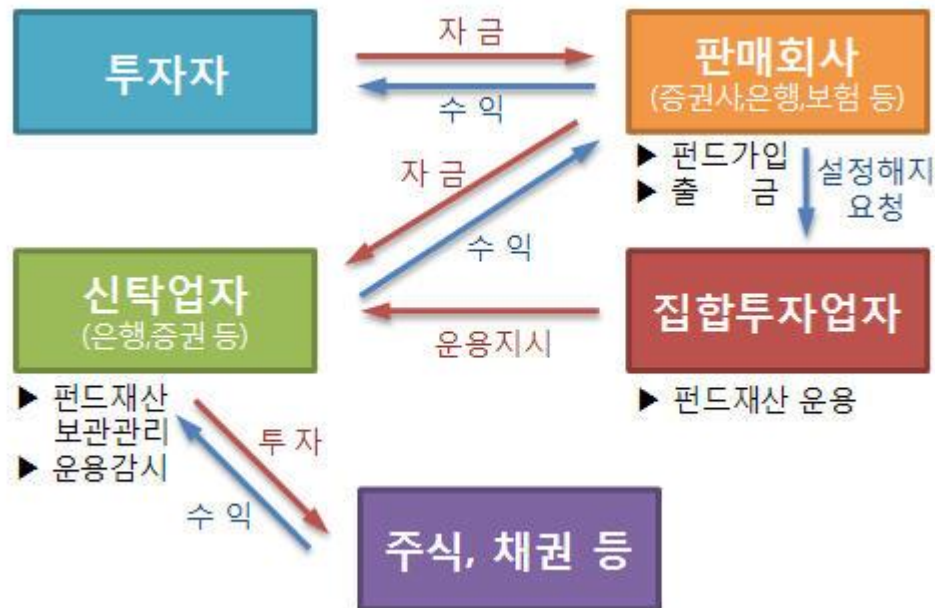 투자자
자 금
수 익
판매회사
(증권사,은행,보험 등)
▶ 펀드가입
▶ 출 금
설정해지
요청
자 금
수 익
신탁업자
(은행,증권 등)
운용지시
집합투자업자
▶ 펀드재산
보관관리
▶ 운용감시
▶ 펀드재산 운용
투 자
수 익
주식, 채권 등